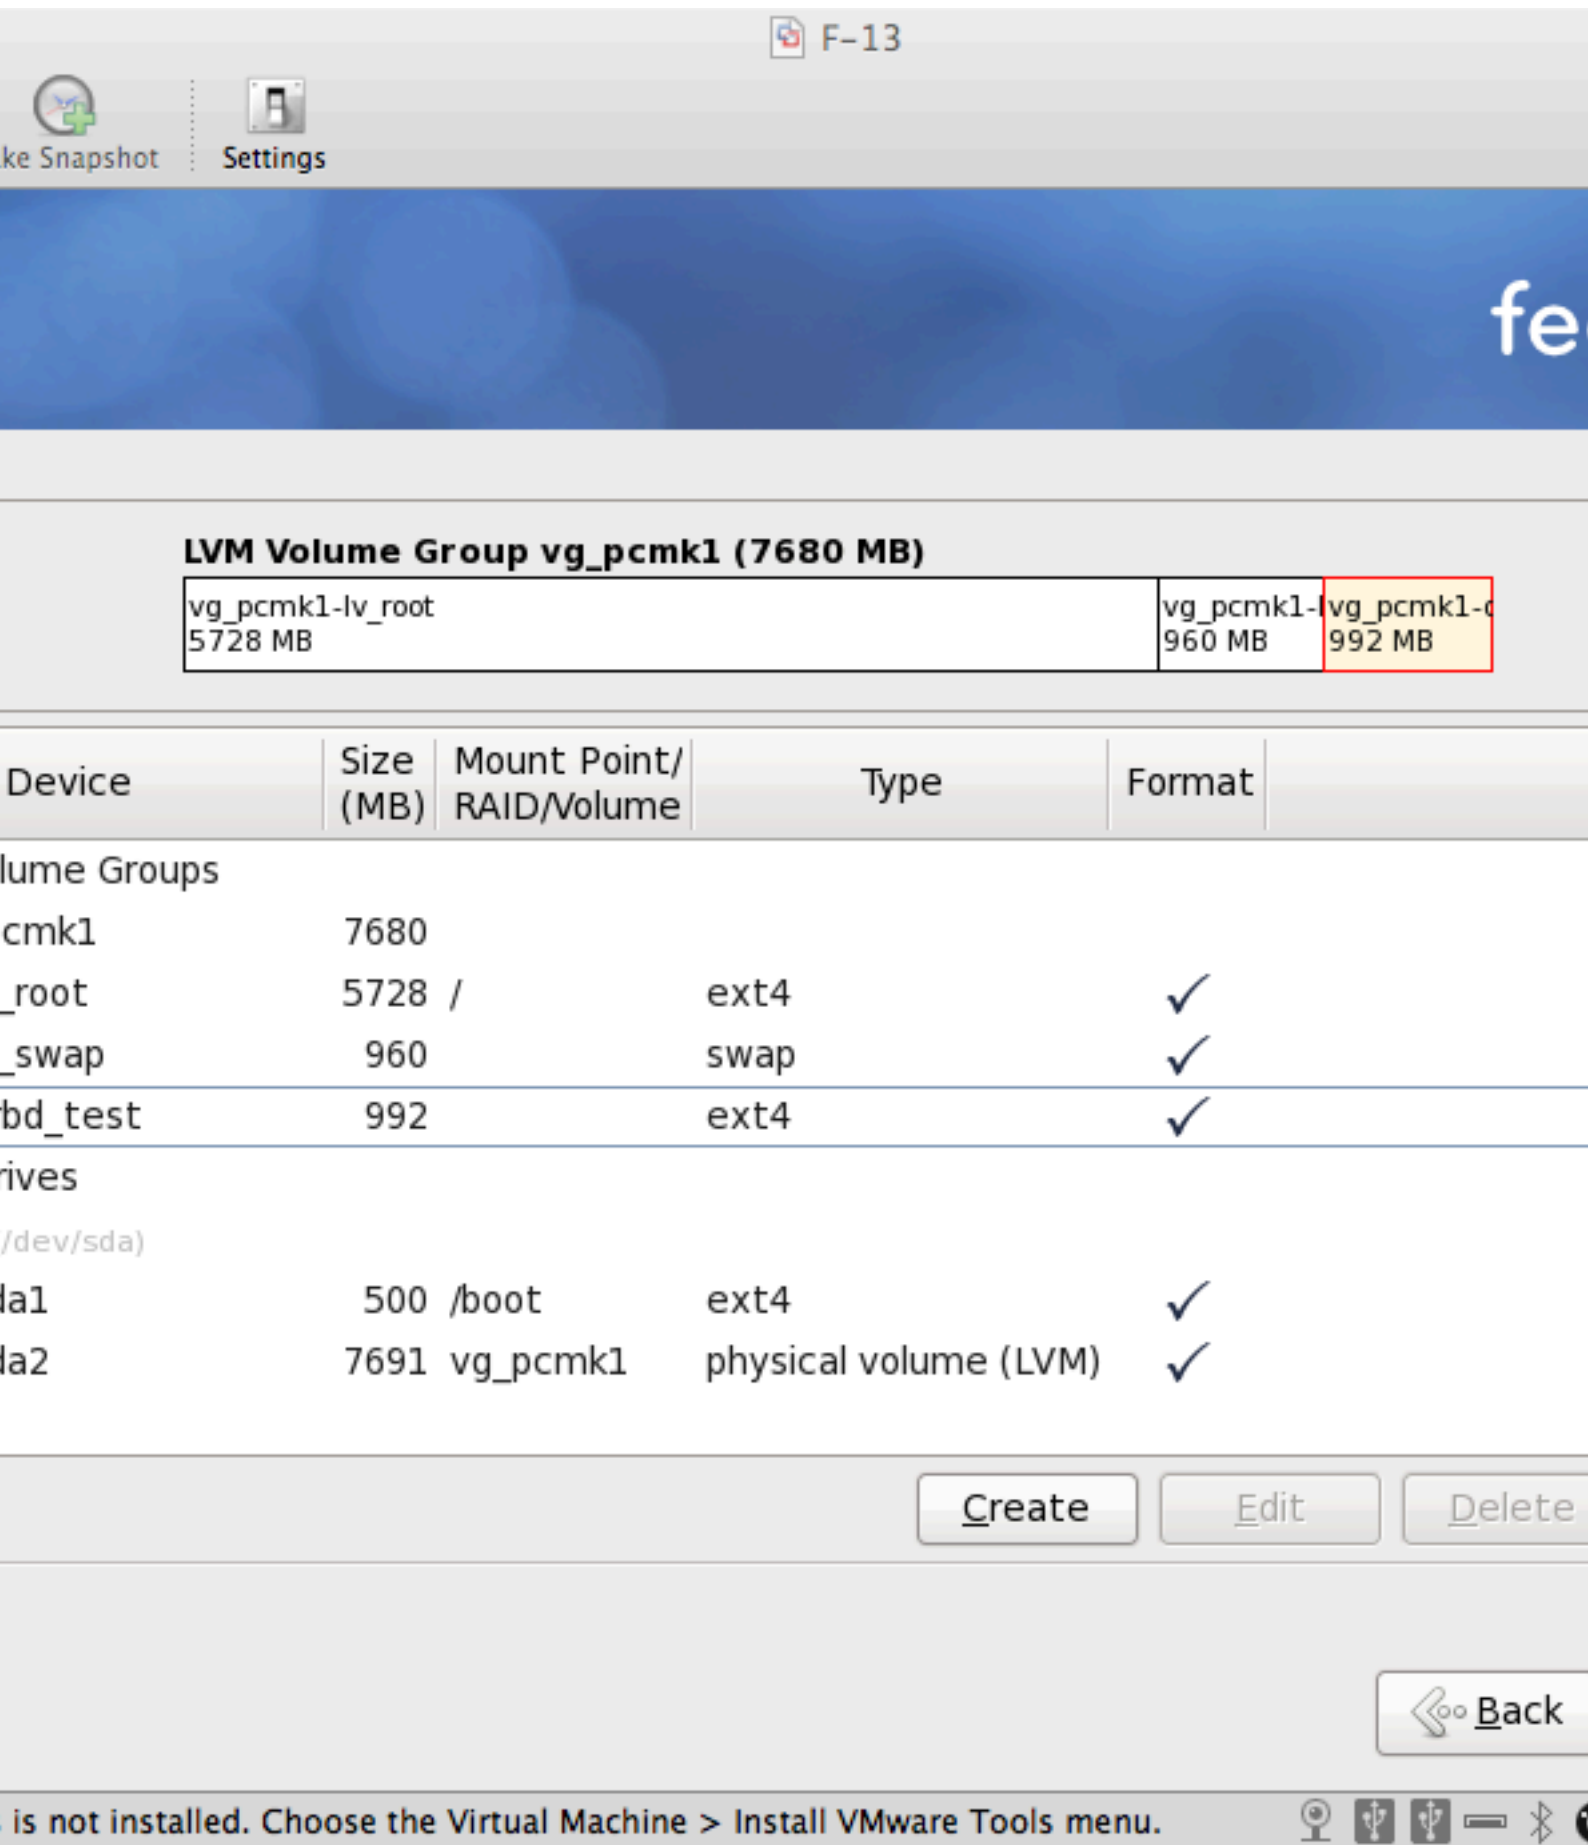 F-13
ke Snapshot
Settings
fe
LVM Volume Group vg_pcmk1 (7680 MB)
vg_pcmk1-lv_root vg_pcmk1- vg_pcmk1-
5728 MB 960 MB 992 MB
Device Size (MB) Mount Point/ RAID/Volume Type Format
lume Groups
cmk1 7680
_root 5728 / ext4
_swap 960 swap
bd_test 992 ext4
rives
/dev/sda)
da1 500 /boot ext4
da2 7691 vg_pcmk1 physical volume (LVM)
Create Edit Delete
Back
is not installed. Choose the Virtual Machine > Install VMware Tools menu.